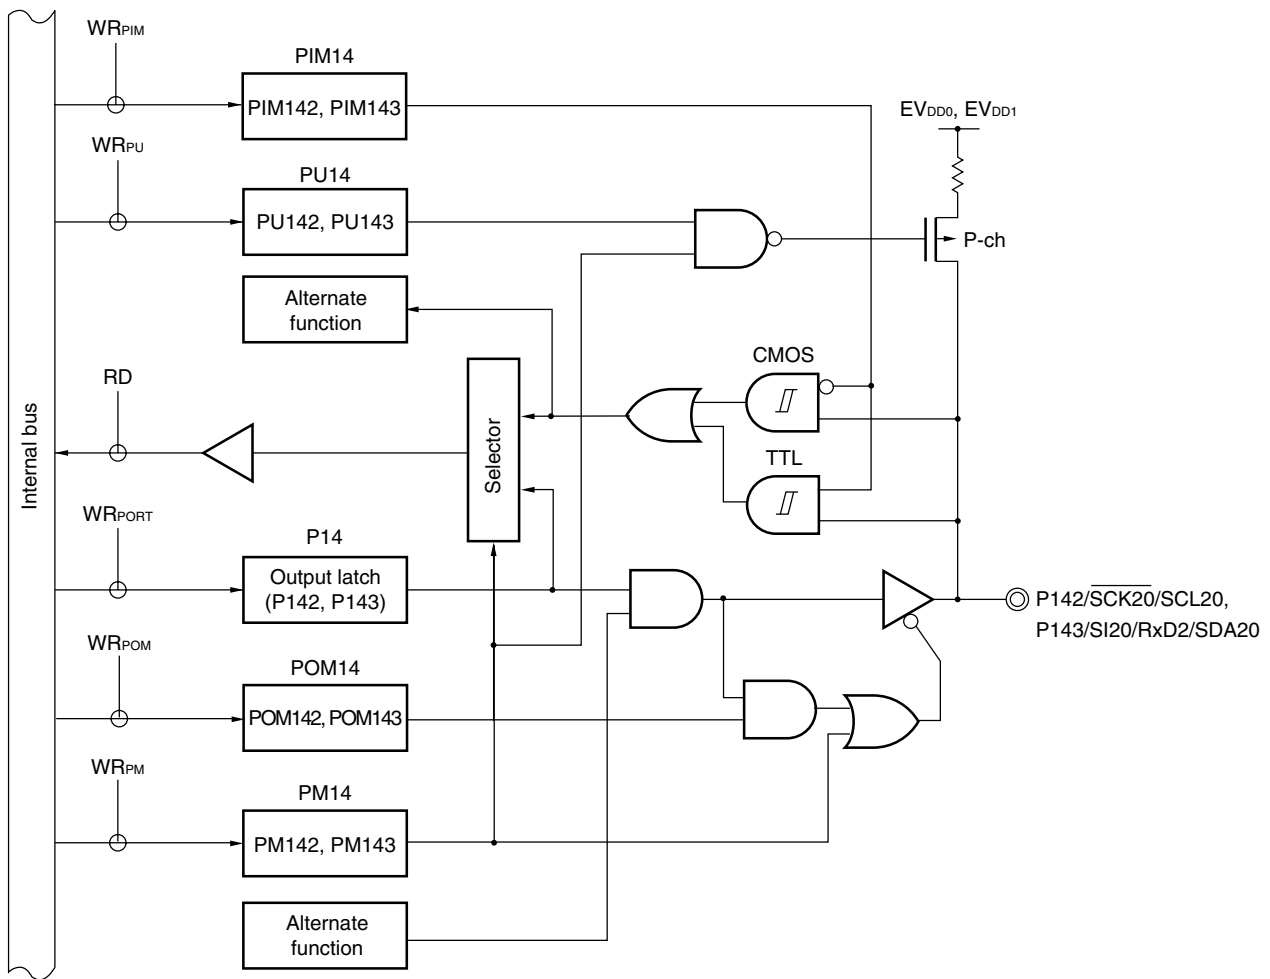 WRPIM
PIM14
PIM142, PIM143
EVDD0, EVDD1
WRPU
PU14
PU142, PU143
P-ch
Alternate
function
CMOS
RD
Internal bus
Selector
TTL
WRPORT
P14
Output latch
(P142, P143)
P142/SCK20/SCL20,
P143/SI20/RxD2/SDA20
WRPOM
POM14
POM142, POM143
WRPM
PM14
PM142, PM143
Alternate
function